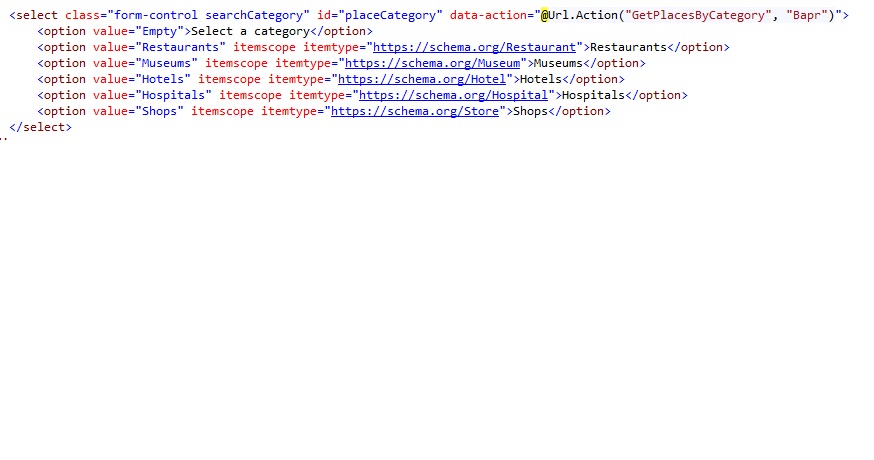 <select class="form-control searchCategory" id="placeCategory" data-action="@Url.Action("GetPlacesByCategory", "Bapr")">
<option value="Empty">Select a category</option>
<option value="Restaurants" itemscope itemtype="https://schema.org/Restaurant">Restaurants</option>
<option value="Museums" itemscope itemtype="https://schema.org/Museum">Museums</option>
<option value="Hotels" itemscope itemtype="https://schema.org/Hotel">Hotels</option>
<option value="Hospitals" itemscope itemtype="https://schema.org/Hospital">Hospitals</option>
<option value="Shops" itemscope itemtype="https://schema.org/Store">Shops</option>
</select>